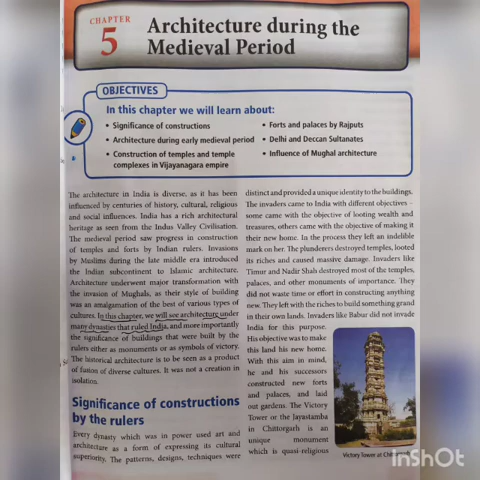 CHAPTER
5
Architecture during the
Medieval Period
OBJECTIVES
In this chapter we will learn about:
• Significance of constructions
• Architecture during early medieval period
• Construction of temples and temple
complexes in Vijayanagara empire
• Forts and palaces by Rajputs
• Delhi and Deccan Sultanates
• Influence of Mughal architecture
The architecture in India is diverse, as it has been
influenced by centuries of history, cultural, religious
and social influences. India has a rich architectural
heritage as seen from the Indus Valley Civilisation.
The medieval period saw progress in construction
of temples and forts by Indian rulers. Invasions
by Muslims during the late middle era introduced
the Indian subcontinent to Islamic architecture.
Architecture underwent major transformation with
the invasion of Mughals, as their style of building
was an amalgamation of the best of various types of
cultures. In this chapter, we will see architecture under
many dynasties that ruled India, and more importantly
the significance of buildings that were built by the
rulers either as monuments or as symbols of victory.
The historical architecture is to be seen as a product
of fusion of diverse cultures. It was not a creation in
isolation.
Significance of constructions
by the rulers
Every dynasty which was in power used art and
architecture as a form of expressing its cultural
superiority. The patterns, designs, techniques were
distinct and provided a unique identity to the buildings.
The invaders came to India with different objectives -
some came with the objective of looting wealth and
treasures, others came with the objective of making it
their new home. In the process they left an indelible
mark on her. The plunderers destroyed temples, looted
its riches and caused massive damage. Invaders like
Timur and Nadir Shah destroyed most of the temples,
palaces, and other monuments of importance. They
did not waste time or effort in constructing anything
new. They left with the riches to build something grand
in their own lands. Invaders like Babur did not invade
India for this purpose.
His objective was to make
this land his new home.
With this aim in mind, he
and his successors
constructed new forts
and palaces, and laid
out gardens. The Victory
Tower or the Jayastamba
in Chittorgarh is an
unique monument
which is quasi-religious
Victory Tower at
InShOt